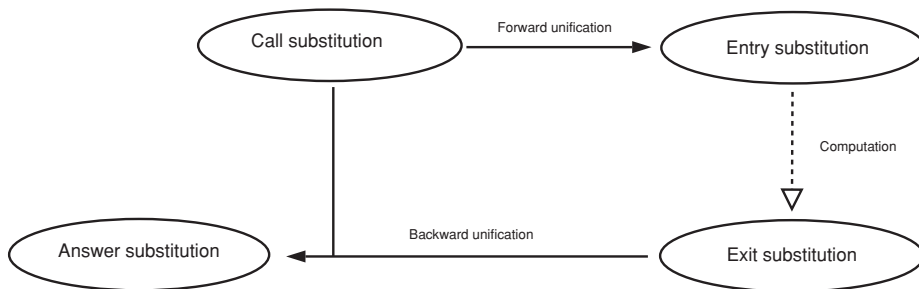 Call substitution
Forward unification
Entry substitution
Computation
Answer substitution
Backward unification
Exit substitution